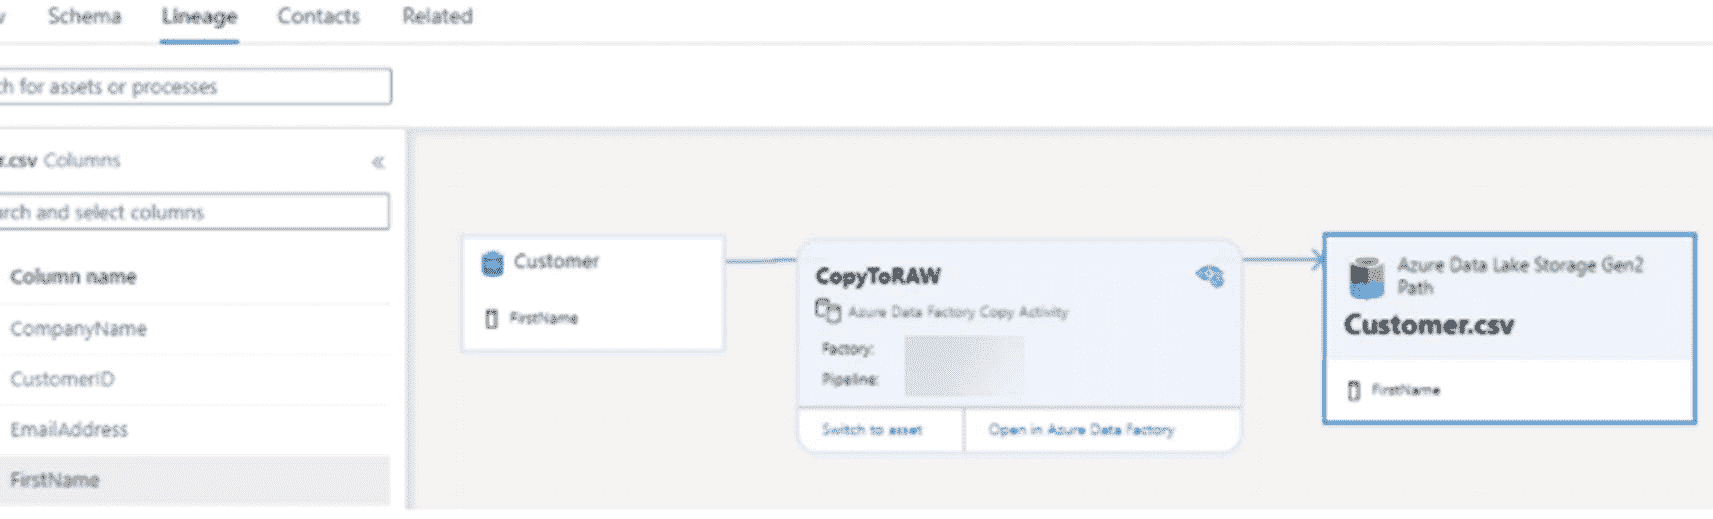 Schema Lineage Contacts Related
for assets or processes
.csv Columns
and select columns
Column name
CompanyName
CustomerID
EmailAddress
FirstName
Customer
FirstName
CopyToRAW
Azure Data Factory Copy Activity
Factory:
Pipeline:
Switch to asset
Open in Azure Data Factory
Azure Data Lake Storage Gen2
Path
Customer.csv
FirstName